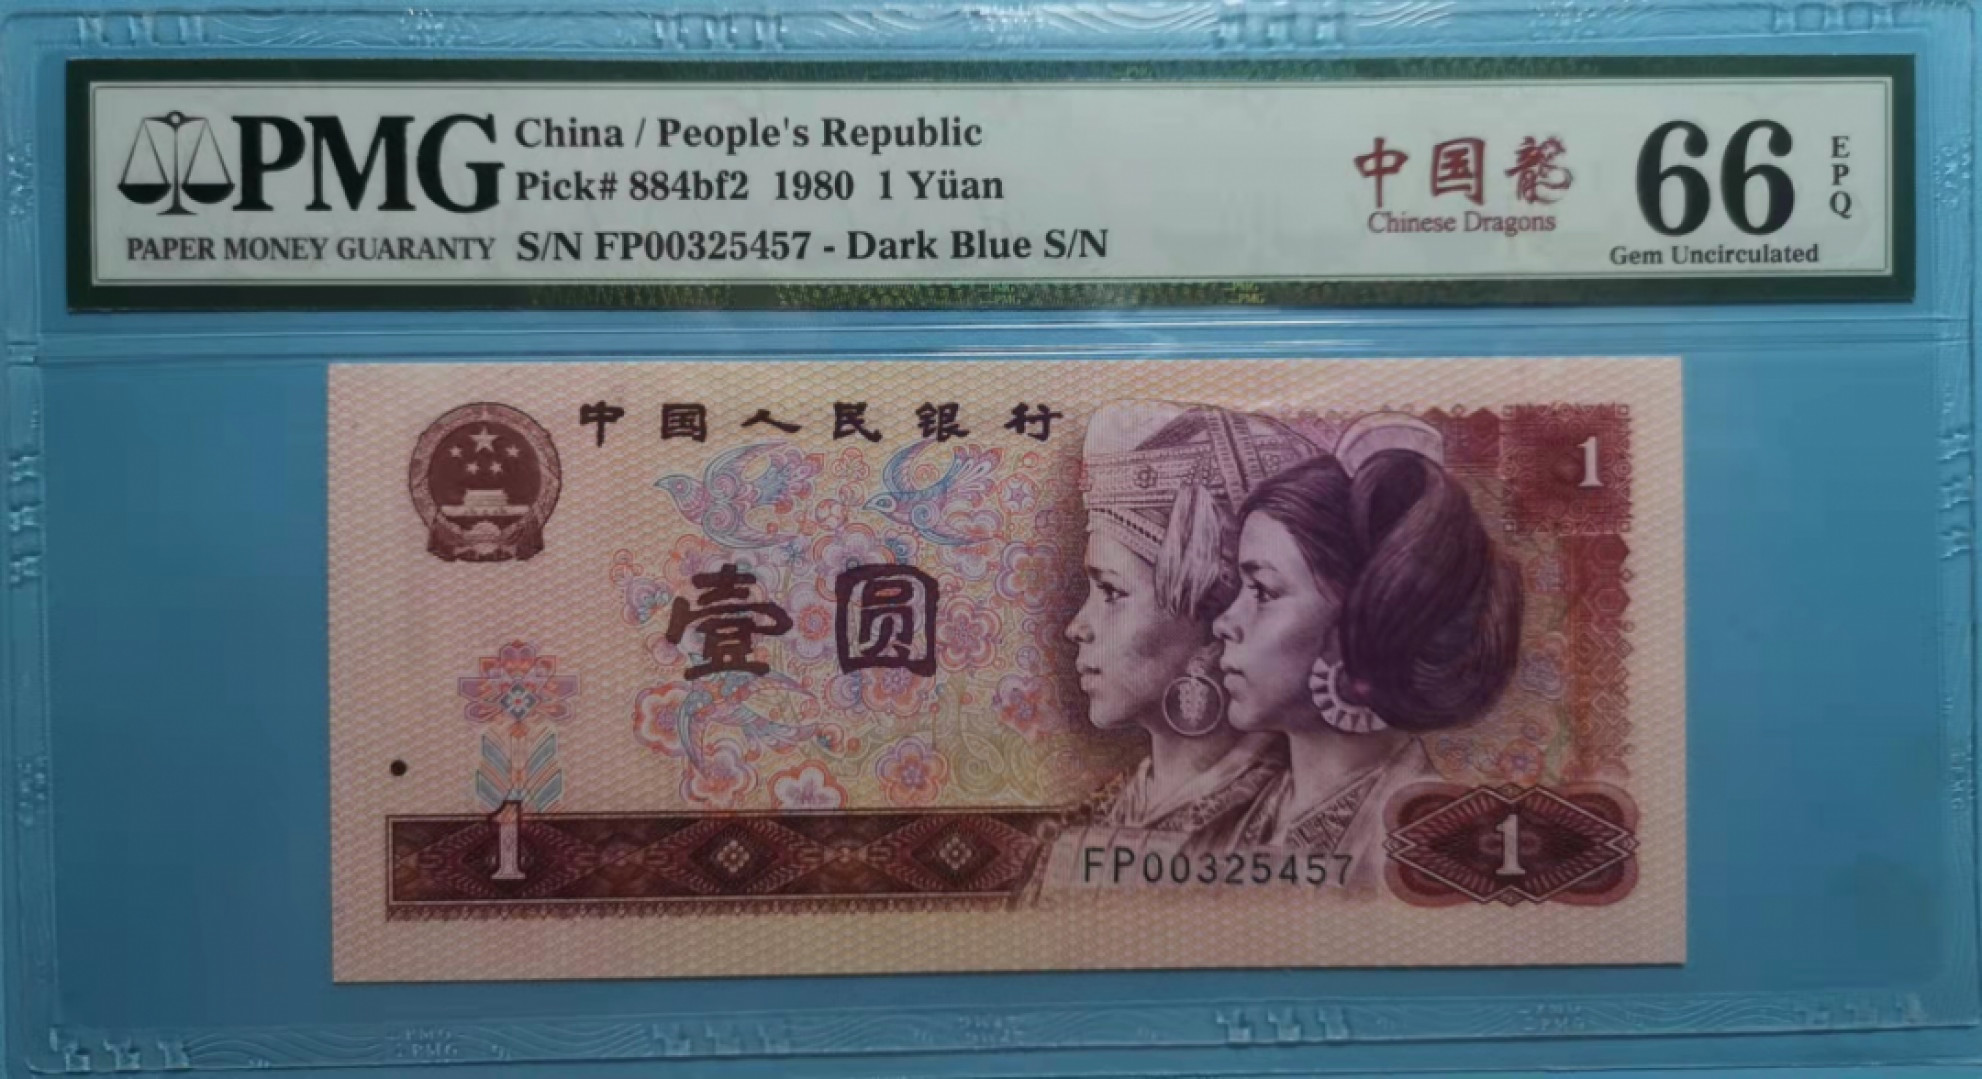 PMG
PAPER MONEY GUARANTY
China / People's Republic
Pick# 884bf2 1980 1 Yüan
S/N FP00325457 - Dark Blue S/N
中国龍
Chinese Dragons
66
EPQ
Gem Uncirculated
中国人民银行
1
壹圆
1
FP00325457
1